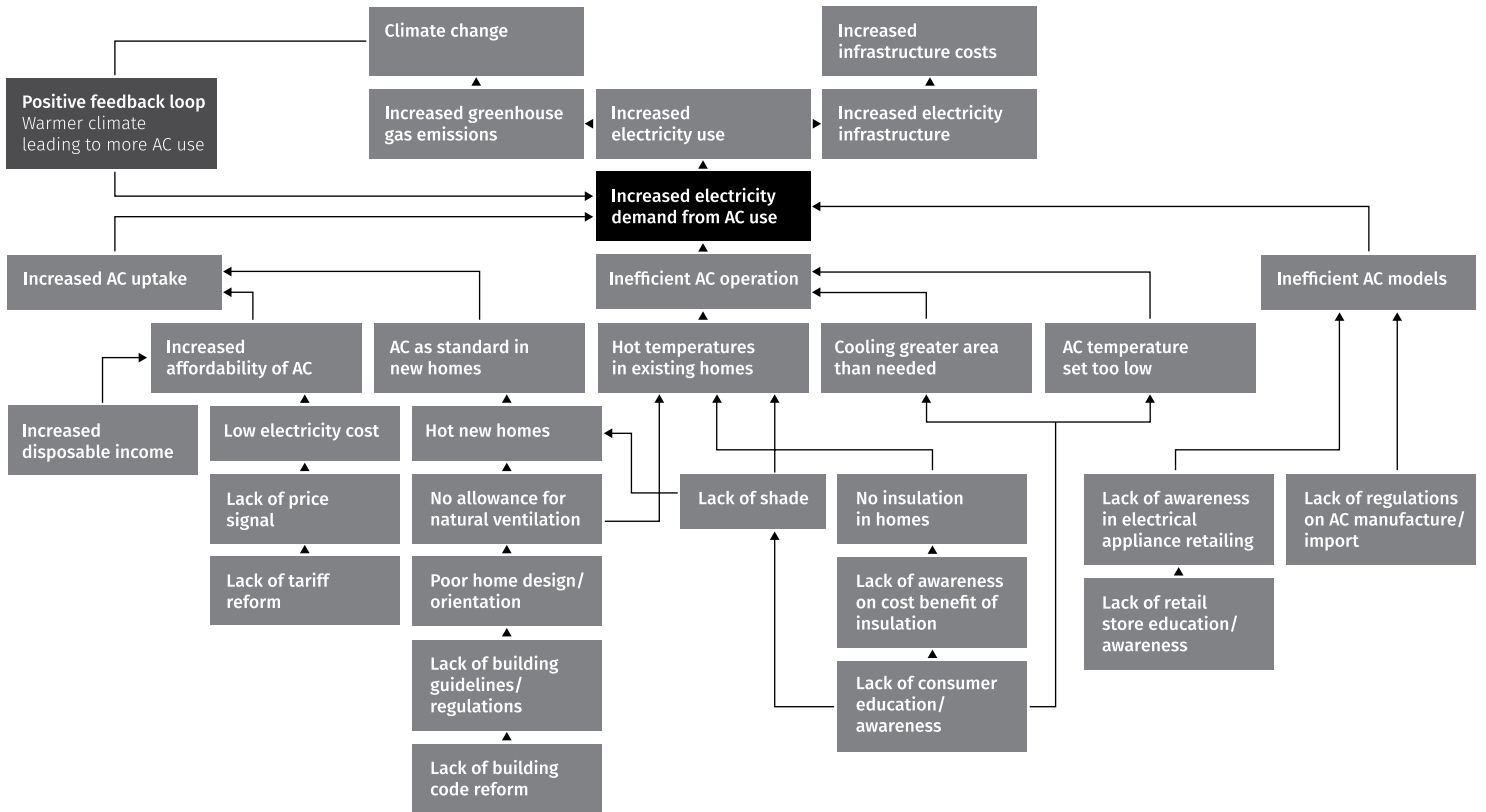 Climate change
Increased
infrastructure costs
Positive feedback loop
Warmer climate
leading to more AC use
Increased greenhouse
gas emissions
Increased
electricity use
Increased electricity
infrastructure
Increased electricity
demand from AC use
Increased AC uptake
Inefficient AC operation
Inefficient AC models
Increased
affordability of AC
AC as standard in
new homes
Hot temperatures
in existing homes
Cooling greater area
than needed
AC temperature
set too low
Increased
disposable income
Low electricity cost
Hot new homes
Lack of price
signal
No allowance for
natural ventilation
Lack of shade
No insulation
in homes
Lack of awareness
in electrical
appliance retailing
Lack of regulations
on AC manufacture/
import
Lack of tariff
reform
Poor home design/
orientation
Lack of awareness
on cost benefit of
insulation
Lack of retail
store education/
awareness
Lack of building
guidelines/
regulations
Lack of consumer
education/
awareness
Lack of building
code reform